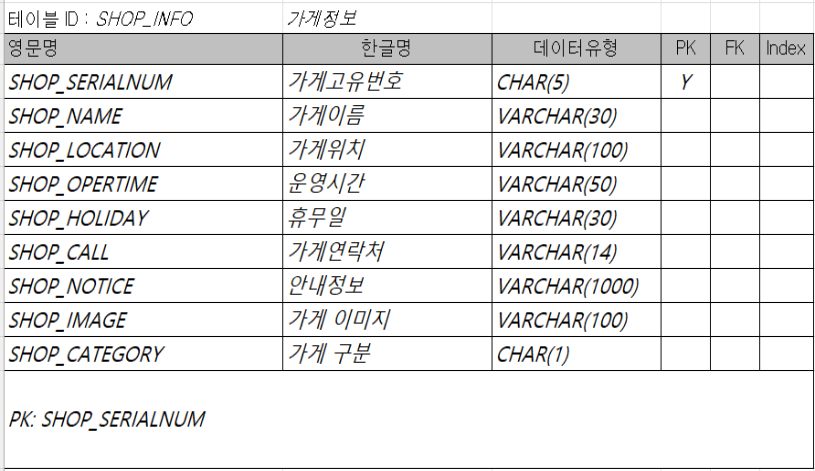 테이블 ID : SHOP_INFO 가게정보
영문명 한글명 데이터유형 PK FK Index
SHOP_SERIALNUM 가게고유번호 CHAR(5) Y
SHOP_NAME 가게이름 VARCHAR(30)
SHOP_LOCATION 가게위치 VARCHAR(100)
SHOP_OPERTIME 운영시간 VARCHAR(50)
SHOP_HOLIDAY 휴무일 VARCHAR(30)
SHOP_CALL 가게연락처 VARCHAR(14)
SHOP_NOTICE 안내정보 VARCHAR(1000)
SHOP_IMAGE 가게 이미지 VARCHAR(100)
SHOP_CATEGORY 가게 구분 CHAR(1)
PK: SHOP_SERIALNUM